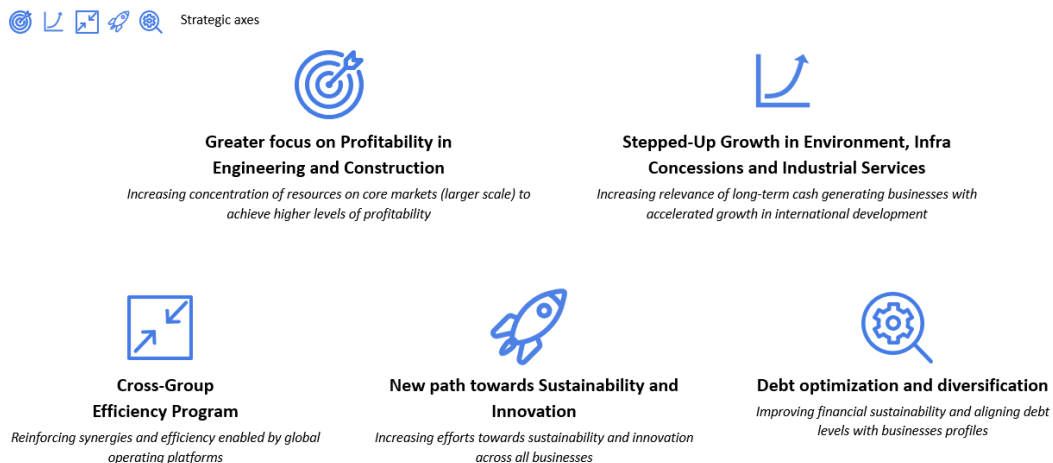 Strategic axes
Greater focus on Profitability in
Engineering and Construction
Increasing concentration of resources on core markets (larger scale) to
achieve higher levels of profitability
Stepped-Up Growth in Environment, Infra
Concessions and Industrial Services
Increasing relevance of long-term cash generating businesses with
accelerated growth in international development
Cross-Group
Efficiency Program
Reinforcing synergies and efficiency enabled by global
operating platforms
New path towards Sustainability and
Innovation
Increasing efforts towards sustainability and innovation
across all businesses
Debt optimization and diversification
Improving financial sustainability and aligning debt
levels with businesses profiles